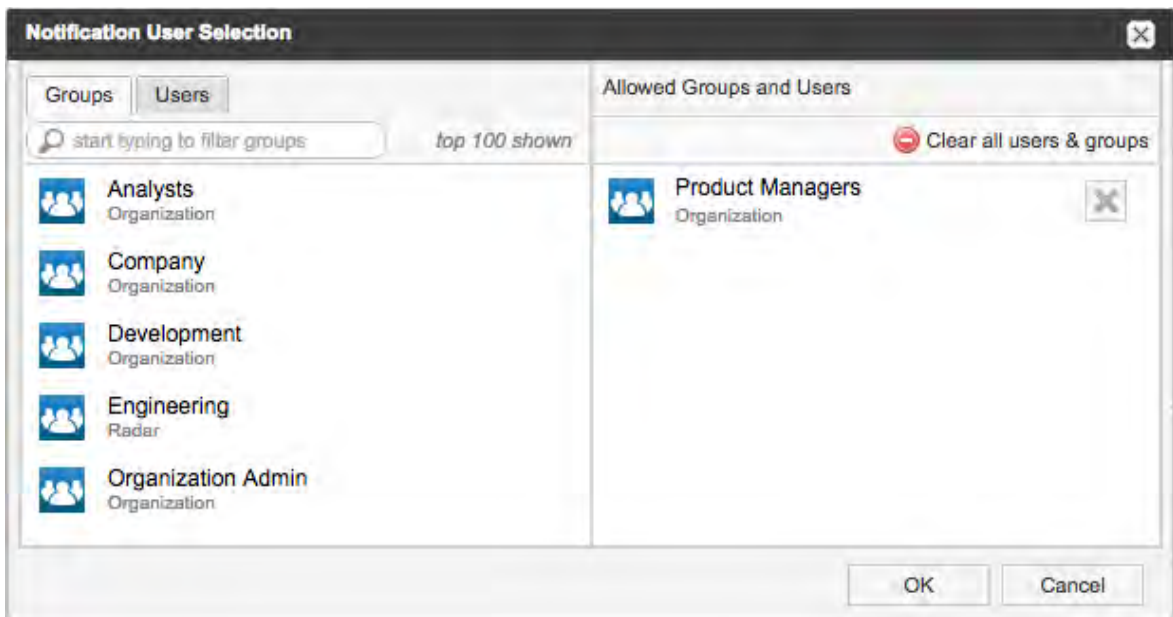 Notification User Selection
Groups Users
start typing to filter groups top 100 shown
Analysts
Organization
Company
Organization
Development
Organization
Engineering
Radar
Organization Admin
Organization
Allowed Groups and Users
Clear all users & groups
Product Managers
Organization
OK Cancel